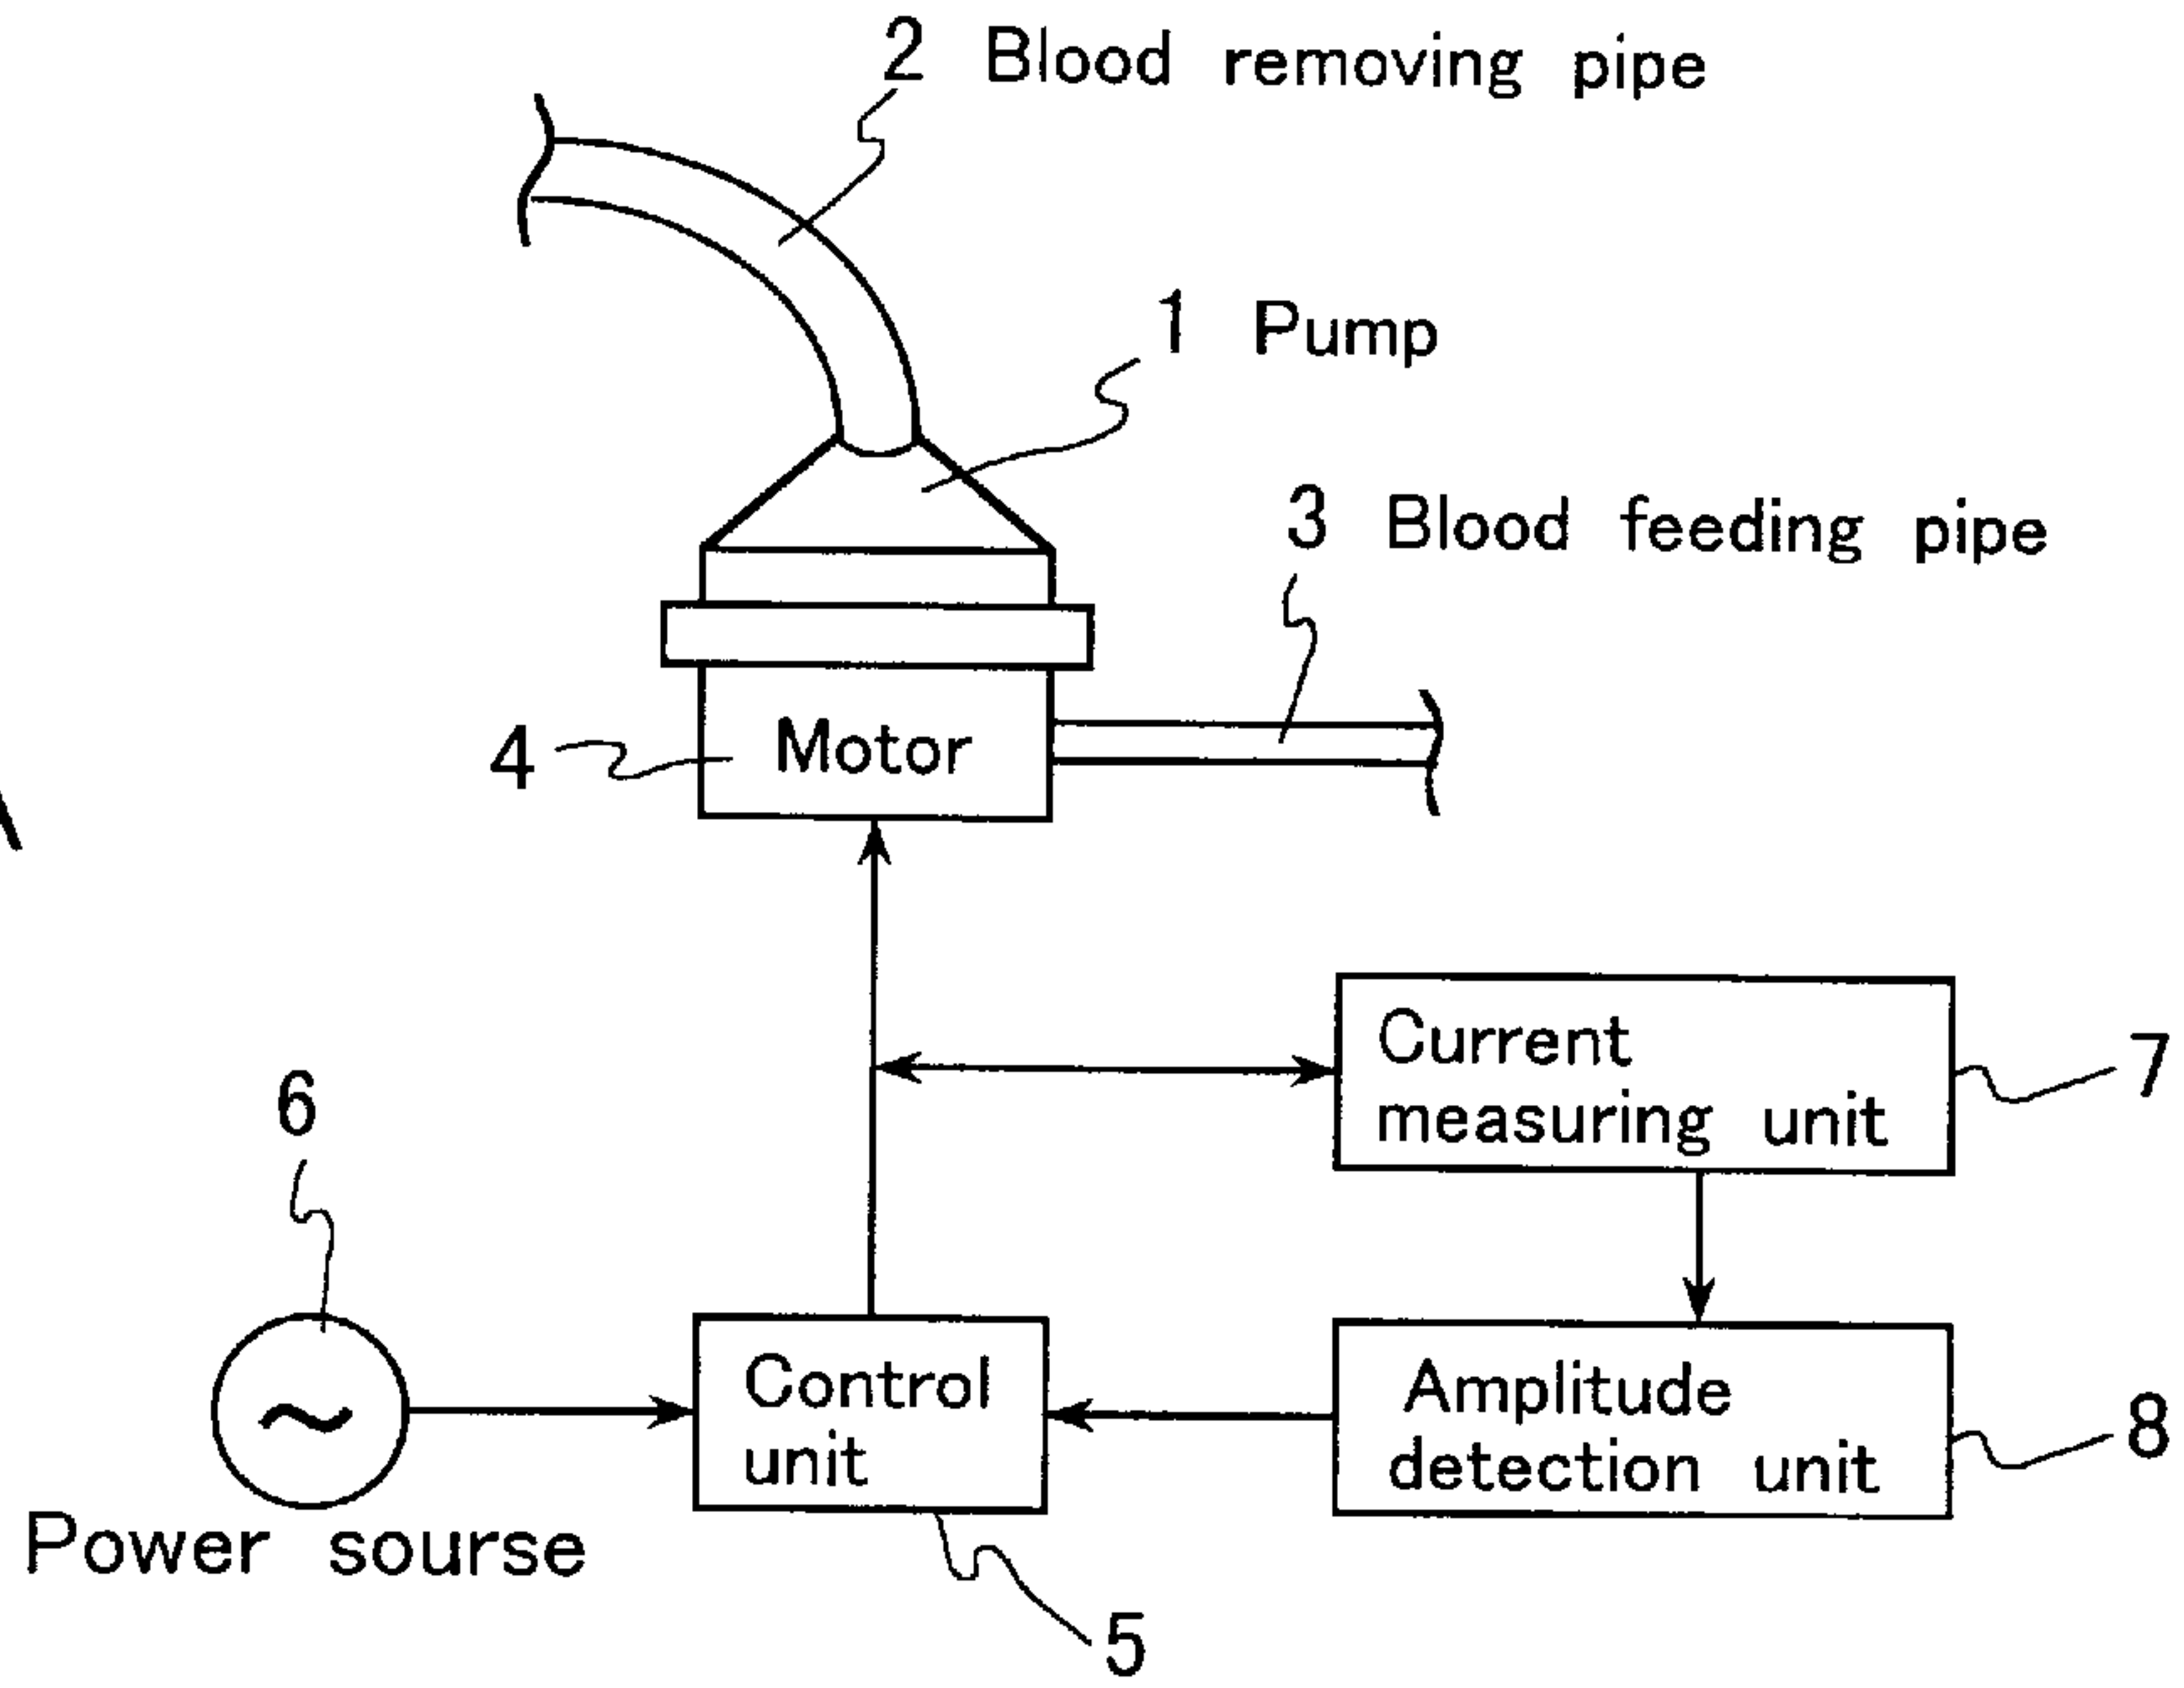 2 Blood removing pipe
1 Pump
3 Blood feeding pipe
4
Motor
Current
measuring unit
7
6
Control
unit
Amplitude
detection unit
8
Power sourse
5